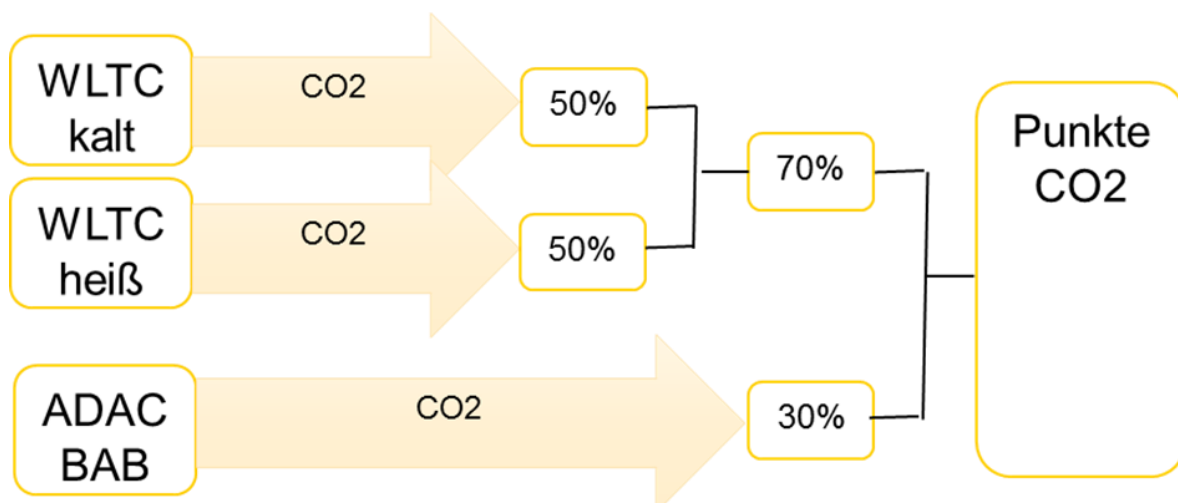 WLTC
kalt
CO2
50%
WLTC
heiß
CO2
50%
70%
ADAC
BAB
CO2
30%
Punkte
CO2